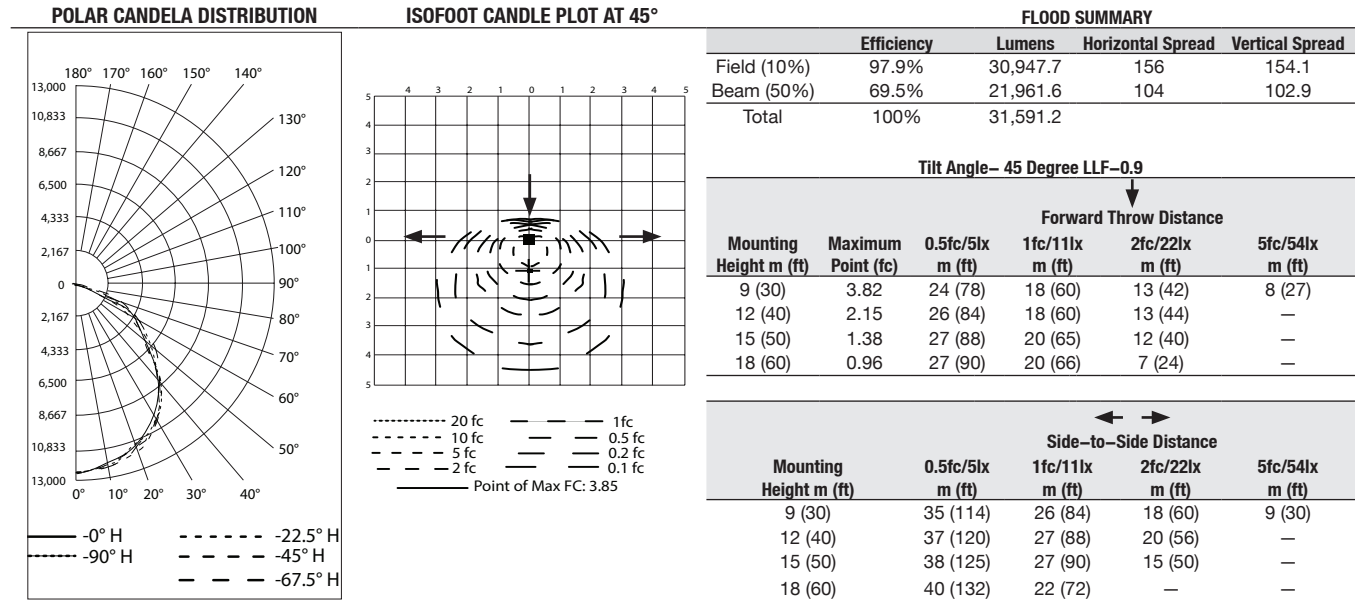 POLAR CANDELA DISTRIBUTION
180° 170° 160° 150° 140°
13,000
10,833
8,667
6,500
4,333
2,167
0
2,167
4,333
6,500
8,667
10,833
13,000
130°
120°
110°
100°
90°
80°
70°
60°
50°
0° 10° 20° 30° 40°
-0° H
-90° H
-22.5° H
-45° H
-67.5° H
ISOFOOT CANDLE PLOT AT 45°
4 3 2 1 0 1 2 3 4 5
5
4
3
2
1
0
1
2
3
4
5
4 3 2 1 0 1 2 3 4 5
20 fc
10 fc
5 fc
2 fc
1fc
0.5 fc
0.2 fc
0.1 fc
Point of Max FC: 3.85
FLOOD SUMMARY
Efficiency Lumens Horizontal Spread Vertical Spread
Field (10%) 97.9% 30,947.7 156 154.1
Beam (50%) 69.5% 21,961.6 104 102.9
Total 100% 31,591.2
Tilt Angle– 45 Degree LLF–0.9
Forward Throw Distance
Mounting Maximum 0.5fc/5lx 1fc/11lx 2fc/22lx 5fc/54lx
Height m (ft) Point (fc) m (ft) m (ft) m (ft) m (ft)
9 (30) 3.82 24 (78) 18 (60) 13 (42) 8 (27)
12 (40) 2.15 26 (84) 18 (60) 13 (44) —
15 (50) 1.38 27 (88) 20 (65) 12 (40) —
18 (60) 0.96 27 (90) 20 (66) 7 (24) —
Side–to–Side Distance
Mounting 0.5fc/5lx 1fc/11lx 2fc/22lx 5fc/54lx
Height m (ft) m (ft) m (ft) m (ft) m (ft)
9 (30) 35 (114) 26 (84) 18 (60) 9 (30)
12 (40) 37 (120) 27 (88) 20 (56) —
15 (50) 38 (125) 27 (90) 15 (50) —
18 (60) 40 (132) 22 (72) — —